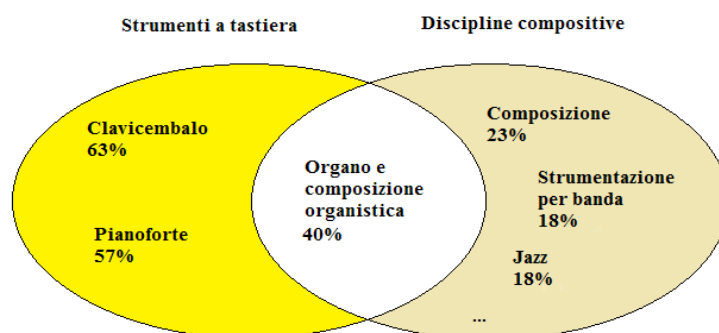 Strumenti a tastiera
Discipline compositive
Clavicembalo
63%
Pianoforte
57%
Organo e
composizione
organistica
40%
Composizione
23%
Strumentazione
per banda
18%
Jazz
18%
...